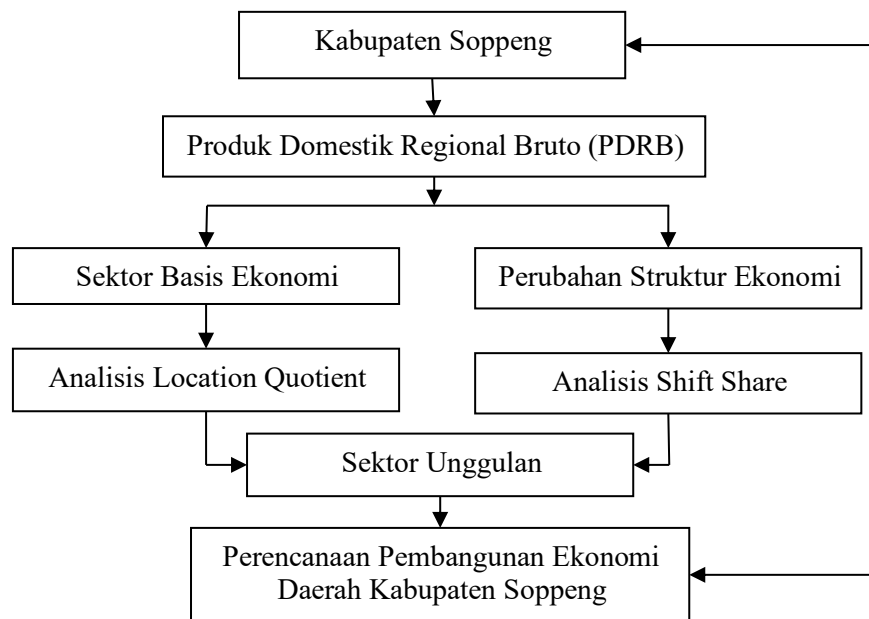 Kabupaten Soppeng
Produk Domestik Regional Bruto (PDRB)
Sektor Basis Ekonomi
Perubahan Struktur Ekonomi
Analisis Location Quotient
Analisis Shift Share
Sektor Unggulan
Perencanaan Pembangunan Ekonomi
Daerah Kabupaten Soppeng